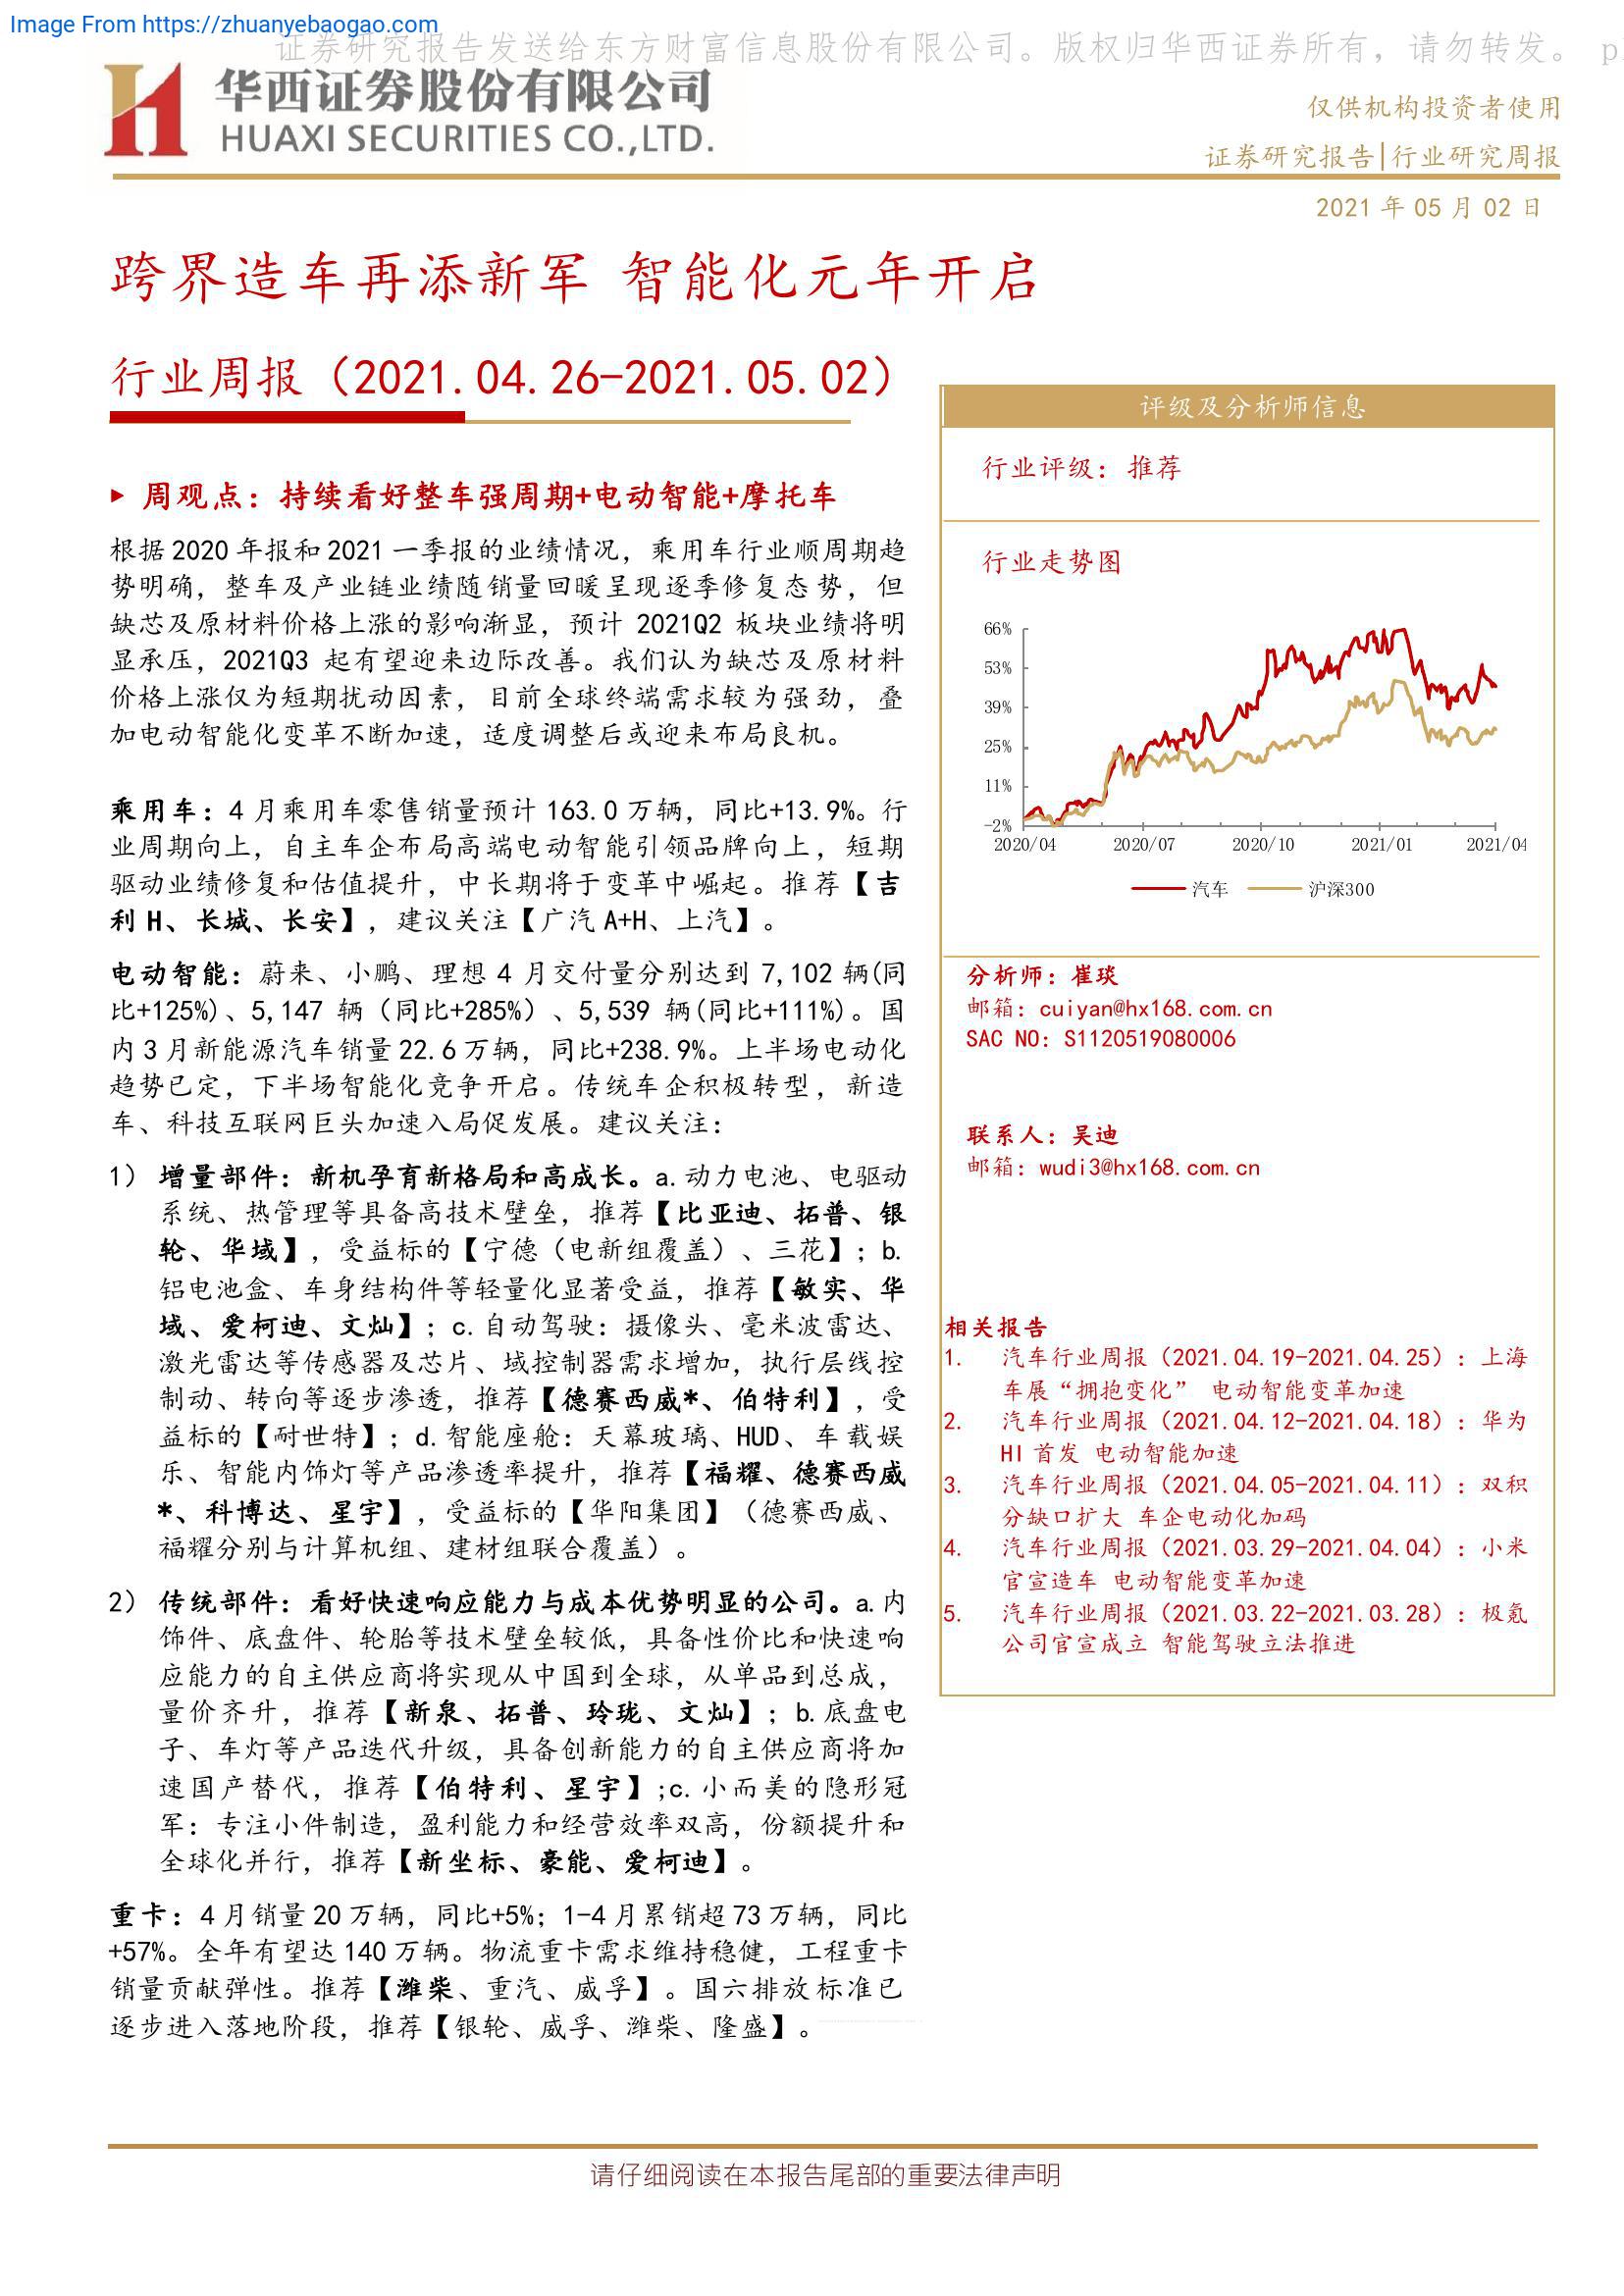 Image From https://zhuanyebaogao.com
证券研究报告发送给东方财富信息股份有限公司。版权归华西证券所有，请勿转发。 p
华西证券股份有限公司
HUAXI SECURITIES CO.,LTD.
仅供机构投资者使用
证券研究报告|行业研究周报
2021 年 05 月 02 日
跨界造车再添新军 智能化元年开启
行业周报（2021.04.26-2021.05.02）
周观点：持续看好整车强周期+电动智能+摩托车
根据 2020 年报和 2021 一季报的业绩情况，乘用车行业顺周期趋
势明确，整车及产业链业绩随销量回暖呈现逐季修复态势，但
缺芯及原材料价格上涨的影响渐显，预计 2021Q2 板块业绩将明
显承压，2021Q3 起有望迎来边际改善。我们认为缺芯及原材料
价格上涨仅为短期扰动因素，目前全球终端需求较为强劲，叠
加电动智能化变革不断加速，适度调整后或迎来布局良机。
乘用车：4 月乘用车零售销量预计 163.0 万辆，同比+13.9%。行
业周期向上，自主车企布局高端电动智能引领品牌向上，短期
驱动业绩修复和估值提升，中长期将于变革中崛起。推荐【吉
利 H、长城、长安】，建议关注【广汽 A+H、上汽】。
电动智能：蔚来、小鹏、理想 4 月交付量分别达到 7,102 辆(同
比+125%)、5,147 辆（同比+285%）、5,539 辆(同比+111%)。国
内 3 月新能源汽车销量 22.6 万辆，同比+238.9%。上半场电动化
趋势已定，下半场智能化竞争开启。传统车企积极转型，新造
车、科技互联网巨头加速入局促发展。建议关注：
1） 增量部件：新机孕育新格局和高成长。a.动力电池、电驱动
系统、热管理等具备高技术壁垒，推荐【比亚迪、拓普、银
轮、华域】，受益标的【宁德（电新组覆盖）、三花】；b.
铝电池盒、车身结构件等轻量化显著受益，推荐【敏实、华
域、爱柯迪、文灿】；c.自动驾驶：摄像头、毫米波雷达、
激光雷达等传感器及芯片、域控制器需求增加，执行层线控
制动、转向等逐步渗透，推荐【德赛西威*、伯特利】，受
益标的【耐世特】；d.智能座舱：天幕玻璃、HUD、车载娱
乐、智能内饰灯等产品渗透率提升，推荐【福耀、德赛西威
*、科博达、星宇】，受益标的【华阳集团】（德赛西威、
福耀分别与计算机组、建材组联合覆盖）。
2） 传统部件：看好快速响应能力与成本优势明显的公司。a.内
饰件、底盘件、轮胎等技术壁垒较低，具备性价比和快速响
应能力的自主供应商将实现从中国到全球，从单品到总成，
量价齐升，推荐【新泉、拓普、玲珑、文灿】；b.底盘电
子、车灯等产品迭代升级，具备创新能力的自主供应商将加
速国产替代，推荐【伯特利、星宇】;c.小而美的隐形冠
军：专注小件制造，盈利能力和经营效率双高，份额提升和
全球化并行，推荐【新坐标、豪能、爱柯迪】。
重卡：4 月销量 20 万辆，同比+5%；1-4 月累销超 73 万辆，同比
+57%。全年有望达 140 万辆。物流重卡需求维持稳健，工程重卡
销量贡献弹性。推荐【潍柴、重汽、威孚】。国六排放标准已
逐步进入落地阶段，推荐【银轮、威孚、潍柴、隆盛】。
评级及分析师信息
行业评级：推荐
行业走势图
66%
53%
39%
25%
11%
-2%
2020/04 2020/07 2020/10 2021/01 2021/04
汽车 沪深300
分析师：崔琰
邮箱：cuiyan@hx168.com.cn
SAC NO：S1120519080006
联系人：吴迪
邮箱：wudi3@hx168.com.cn
相关报告
1. 汽车行业周报（2021.04.19-2021.04.25）：上海
车展“拥抱变化” 电动智能变革加速
2. 汽车行业周报（2021.04.12-2021.04.18）：华为
HI 首发 电动智能加速
3. 汽车行业周报（2021.04.05-2021.04.11）：双积
分缺口扩大 车企电动化加码
4. 汽车行业周报（2021.03.29-2021.04.04）：小米
官宣造车 电动智能变革加速
5. 汽车行业周报（2021.03.22-2021.03.28）：极氪
公司官宣成立 智能驾驶立法推进
请仔细阅读在本报告尾部的重要法律声明